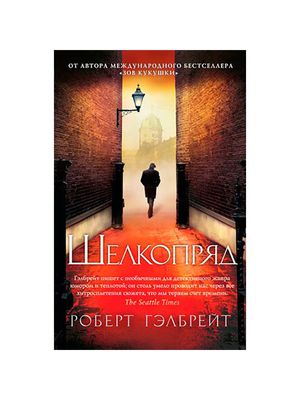 ОТ АВТОРА МЕЖДУНАРОДНОГО БЕСТСЕЛЛЕРА
«ЗОВ КУКУШКИ»
ШЕЛКОПРЯД
Гэлбрейт пишет с необычными для детективного жанра
юмором и теплотой; он столь умело проводит нас через все
хитросплетения сюжета, что мы теряем счет времени.
The Seattle Times
РОБЕРТ ГЭЛБРЕЙТ